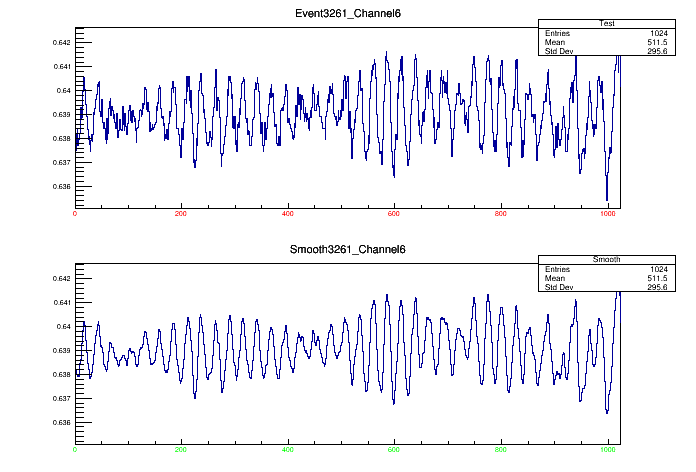 Event3261_Channel6
Test
Entries 1024
Mean 511.5
Std Dev 295.6
0.642
0.641
0.64
0.639
0.638
0.637
0.636
0 200 400 600 800 1000
Smooth3261_Channel6
Smooth
Entries 1024
Mean 511.5
Std Dev 295.6
0.642
0.641
0.64
0.639
0.638
0.637
0.636
0 200 400 600 800 1000